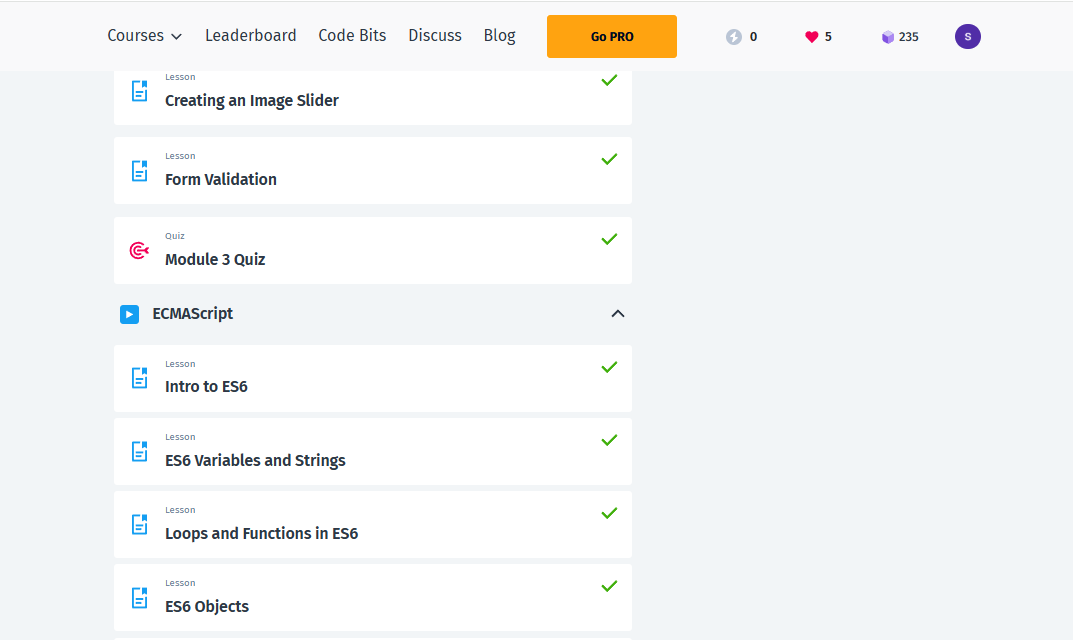 Courses Leaderboard Code Bits Discuss Blog Go PRO 0 5 235 S
Lesson
Creating an Image Slider
Lesson
Form Validation
Quiz
Module 3 Quiz
ECMAScript
Lesson
Intro to ES6
Lesson
ES6 Variables and Strings
Lesson
Loops and Functions in ES6
Lesson
ES6 Objects